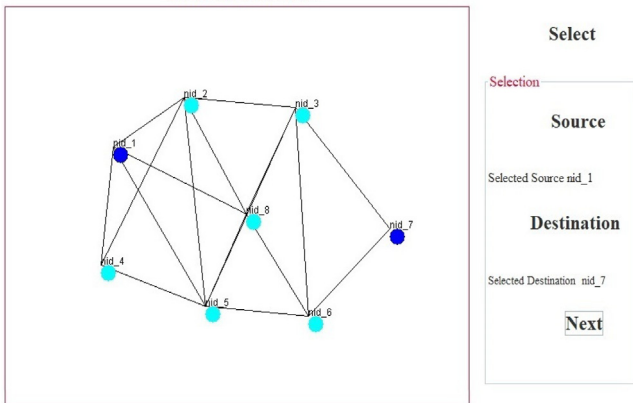 nid_2
nid_3
nid_1
nid_8
nid_7
nid_4
nid_5
nid_6
Select
Selection
Source
Selected Source nid_1
Destination
Selected Destination nid_7
Next